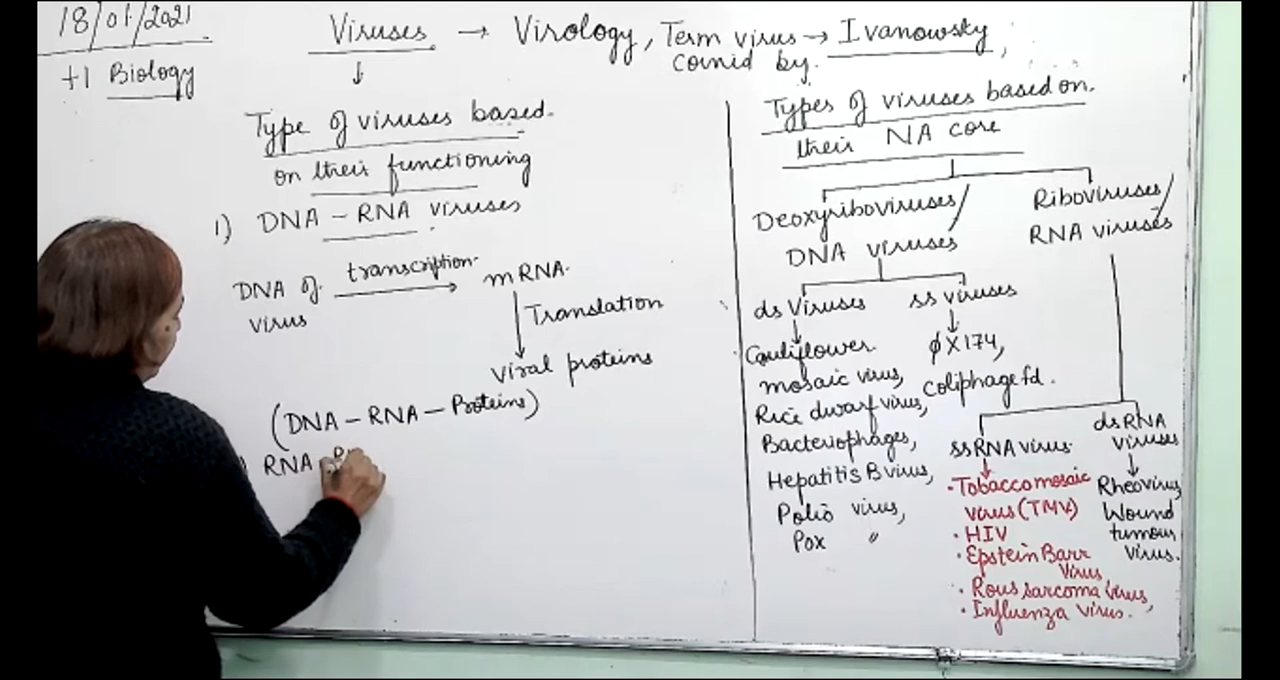 18/01/2021
+1 Biology
Viruses → Virology, Term virus → Ivanowsky
coinid by.
↓
Type of viruses based
on their functioning
1) DNA - RNA viruses
DNA of transcription mRNA.
virus
Translation
Viral proteins
(DNA - RNA - Proteins)
) RNA
Types of viruses based on.
their NA core
Deoxyriboviruses/
DNA viruses
Riboviruses/
RNA viruses
ds Viruses
ss viruses
Cauliflower
mosaic virus,
Rice dwarf virus,
Bacteriophages,
Hepatitis B virus,
Polio virus,
Pox "
φX174,
coliphage fd.
ssRNA virus.
• Tobacco mosaic
virus (TMV)
• HIV
• Epstein Barr
Virus,
• Rous sarcoma virus,
• Influenza virus.
dsRNA
viruses
Rheovirus,
Wound
tumous
virus.